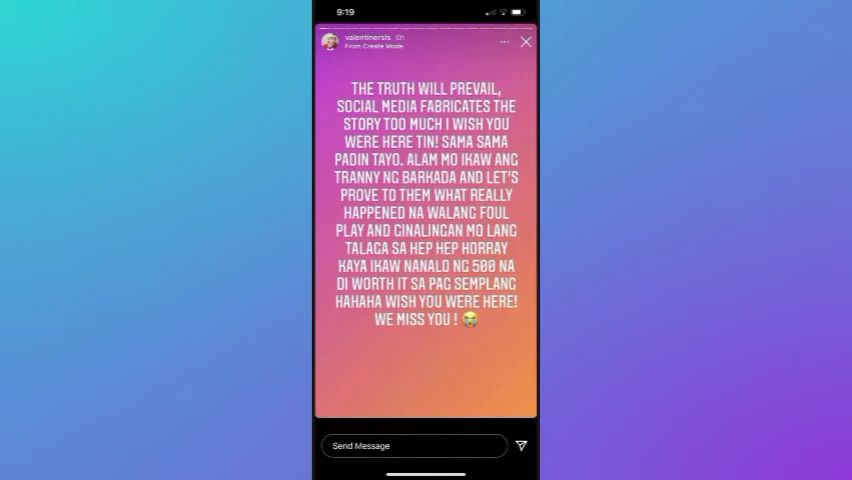 9:19
valentinersls 6h
From Create Mode
THE TRUTH WILL PREVAIL,
SOCIAL MEDIA FABRICATES THE
STORY TOO MUCH I WISH YOU
WERE HERE TIN! SAMA SAMA
PADIN TAYO. ALAM MO IKAW ANG
TRANNY NG BARKADA AND LET'S
PROVE TO THEM WHAT REALLY
HAPPENED NA WALANG FOUL
PLAY AND GINALINGAN MO LANG
TALAGA SA HEP HEP HORRAY
KAYA IKAW NANALO NG 500 NA
DI WORTH IT SA PAG SEMPLANG
HAHAHA WISH YOU WERE HERE!
WE MISS YOU ! 😭
Send Message